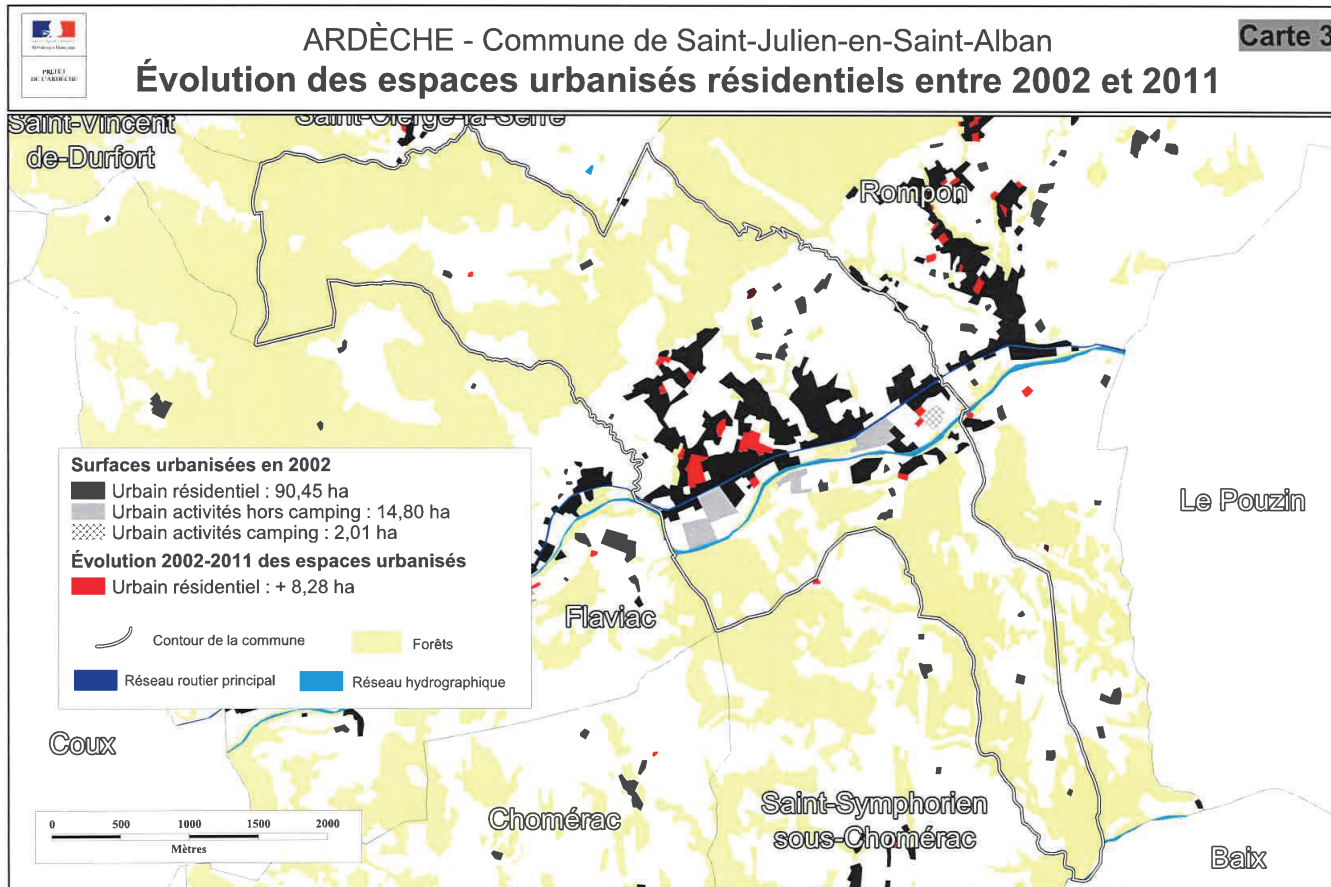 ARDÈCHE - Commune de Saint-Julien-en-Saint-Alban
Carte 3
Évolution des espaces urbanisés résidentiels entre 2002 et 2011
PRÉFET
DE L'ARDÈCHE
Saint-Vincent
de-Durfort
Saint-Cierge-la-Serre
Rompon
Surfaces urbanisées en 2002
Urbain résidentiel : 90,45 ha
Urbain activités hors camping : 14,80 ha
Urbain activités camping : 2,01 ha
Évolution 2002-2011 des espaces urbanisés
Urbain résidentiel : + 8,28 ha
Contour de la commune
Forêts
Réseau routier principal
Réseau hydrographique
Le Pouzin
Flaviac
Coux
Chomérac
Saint-Symphorien
sous-Chomérac
Baix
0 500 1000 1500 2000
Mètres